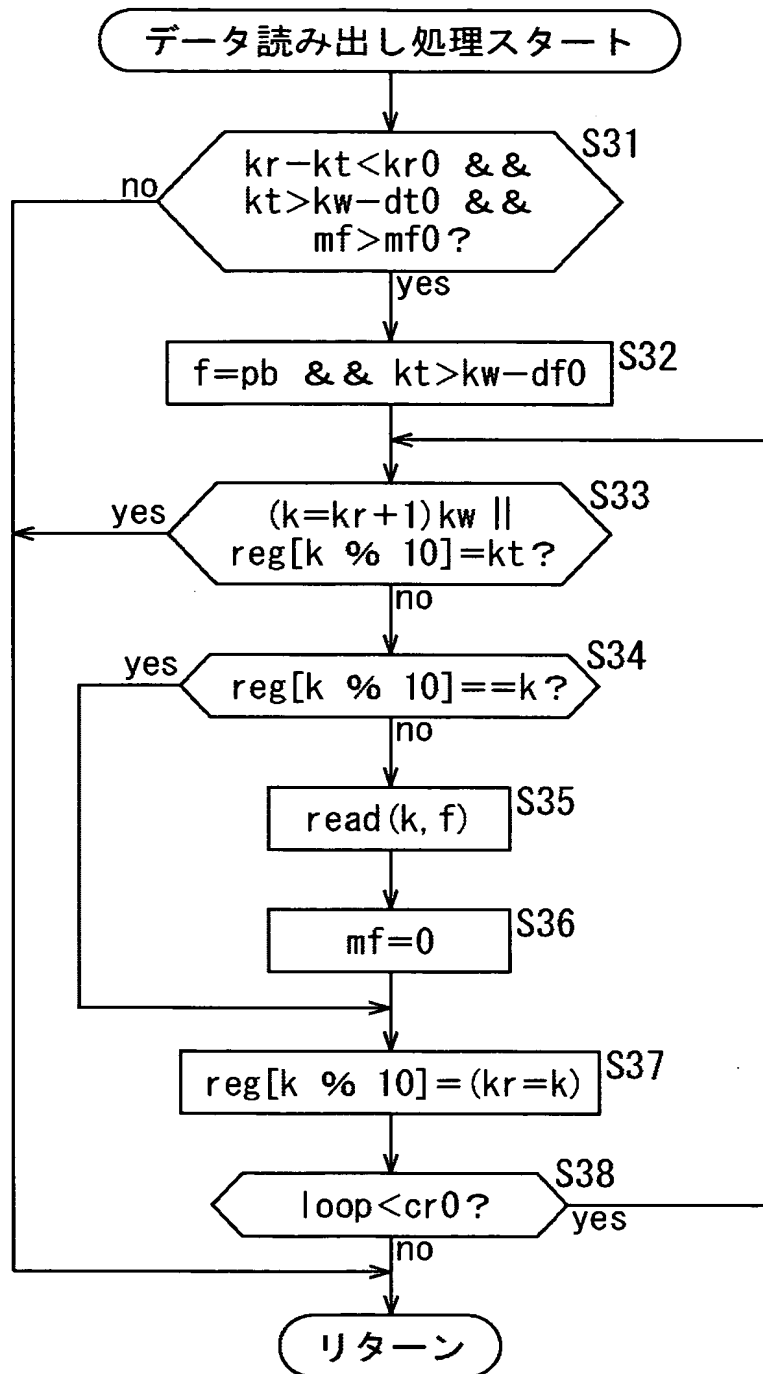 データ読み出し処理スタート
S31
kr−kt<kr0 &&
kt>kw−dt0 &&
mf>mf0?
no
yes
S32
f=pb && kt>kw−df0
S33
(k=kr+1)kw ||
reg[k % 10]=kt?
yes
no
S34
reg[k % 10]==k?
yes
no
S35
read(k,f)
S36
mf=0
S37
reg[k % 10]=(kr=k)
S38
loop<cr0?
yes
no
リターン